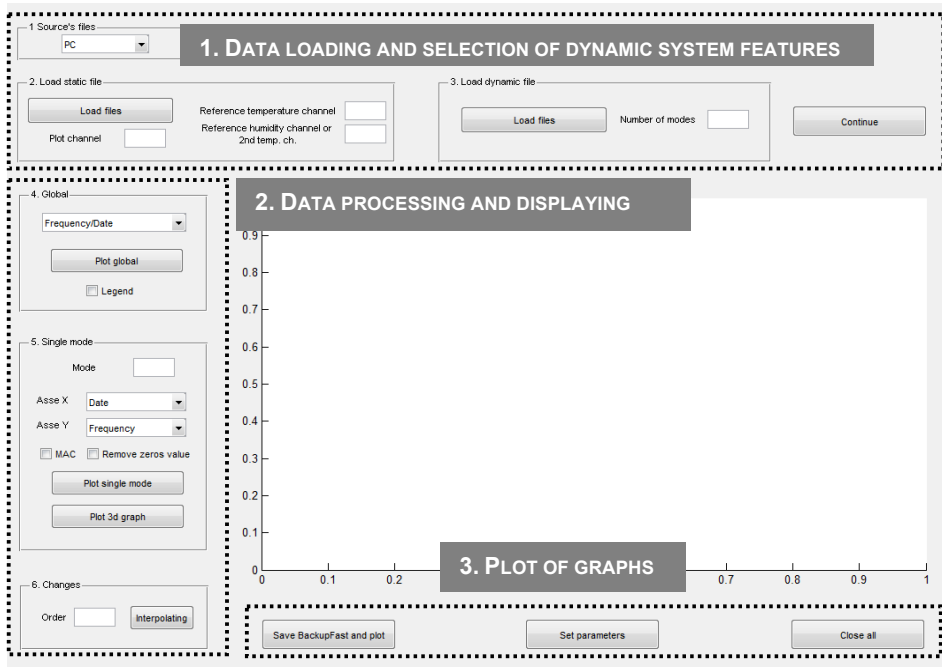 1 Source's files
PC
1. DATA LOADING AND SELECTION OF DYNAMIC SYSTEM FEATURES
2. Load static file
Load files
Plot channel
Reference temperature channel
Reference humidity channel or
2nd temp. ch.
3. Load dynamic file
Load files
Number of modes
Continue
4. Global
Frequency/Date
Plot global
Legend
5. Single mode
Mode
Asse X
Date
Asse Y
Frequency
MAC
Remove zeros value
Plot single mode
Plot 3d graph
6. Changes
Order
Interpolating
2. DATA PROCESSING AND DISPLAYING
0.9
0.8
0.7
0.6
0.5
0.4
0.3
0.2
0.1
0
0 0.1 0.2 0.7 0.8 0.9 1
3. PLOT OF GRAPHS
Save BackupFast and plot
Set parameters
Close all